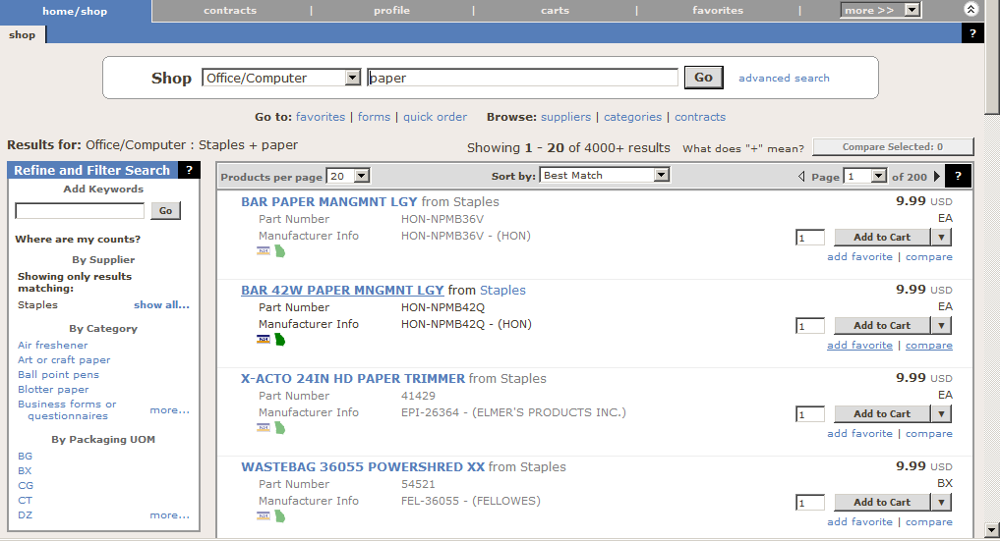 home/shop contracts | profile | carts | favorites | more >>
shop ?
Shop Office/Computer paper Go advanced search
Go to: favorites | forms | quick order Browse: suppliers | categories | contracts
Results for: Office/Computer : Staples + paper Showing 1 - 20 of 4000+ results What does "+" mean? Compare Selected: 0
Refine and Filter Search ?
Add Keywords
Go
Where are my counts?
By Supplier
Showing only results
matching:
Staples show all...
By Category
Air freshener
Art or craft paper
Ball point pens
Blotter paper
Business forms or
questionnaires more...
By Packaging UOM
BG
BX
CG
CT
DZ more...
Products per page 20 Sort by: Best Match Page 1 of 200 ?
BAR PAPER MANGMNT LGY from Staples 9.99 USD
Part Number HON-NPMB36V EA
Manufacturer Info HON-NPMB36V - (HON) 1 Add to Cart
add favorite | compare
BAR 42W PAPER MNGMNT LGY from Staples 9.99 USD
Part Number HON-NPMB42Q EA
Manufacturer Info HON-NPMB42Q - (HON) 1 Add to Cart
add favorite | compare
X-ACTO 24IN HD PAPER TRIMMER from Staples 9.99 USD
Part Number 41429 EA
Manufacturer Info EPI-26364 - (ELMER'S PRODUCTS INC.) 1 Add to Cart
add favorite | compare
WASTEBAG 36055 POWERSHRED XX from Staples 9.99 USD
Part Number 54521 BX
Manufacturer Info FEL-36055 - (FELLOWES) 1 Add to Cart
add favorite | compare